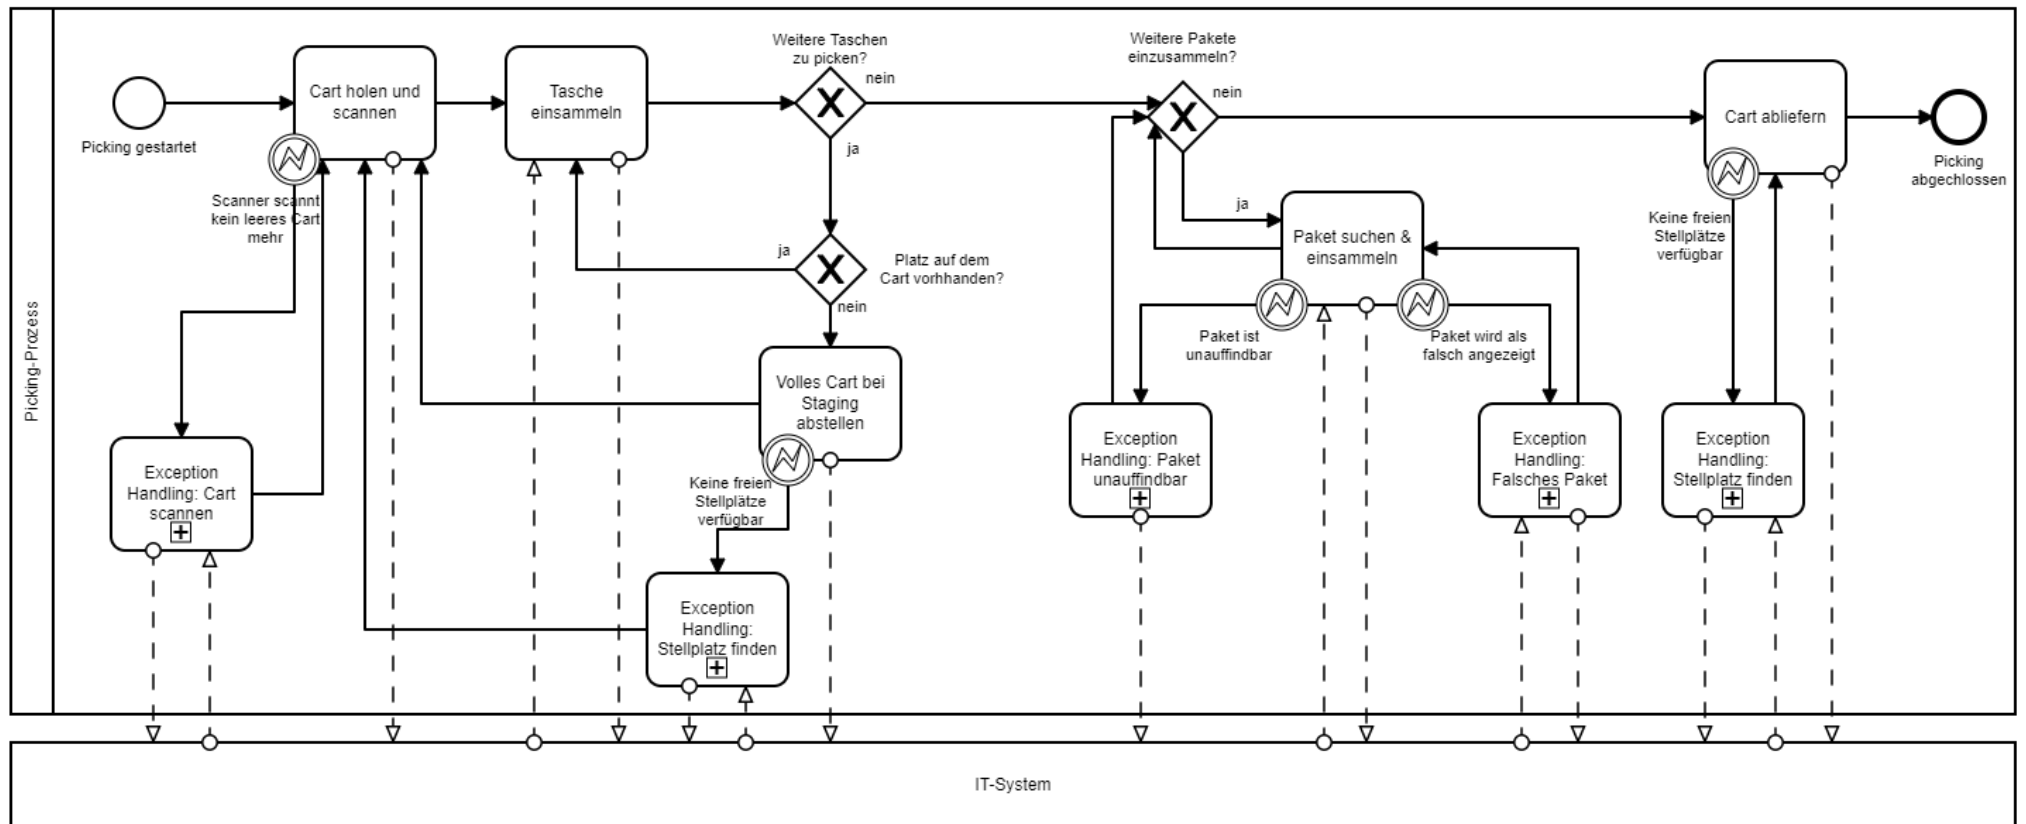 Picking-Prozess
Picking gestartet
Cart holen und
scannen
Scanner scannt
kein leeres Cart
mehr
Exception
Handling: Cart
scannen
Tasche
einsammeln
Weitere Taschen
zu picken?
nein
ja
Platz auf dem
Cart vorhhanden?
ja
nein
Volles Cart bei
Staging
abstellen
Keine freien
Stellplätze
verfügbar
Exception
Handling:
Stellplatz finden
Weitere Pakete
einzusammeln?
nein
ja
Paket suchen &
einsammeln
Paket ist
unauffindbar
Paket wird als
falsch angezeigt
Exception
Handling: Paket
unauffindbar
Exception
Handling:
Falsches Paket
Cart abliefern
Keine freien
Stellplätze
verfügbar
Exception
Handling:
Stellplatz finden
Picking
abgechlossen
IT-System